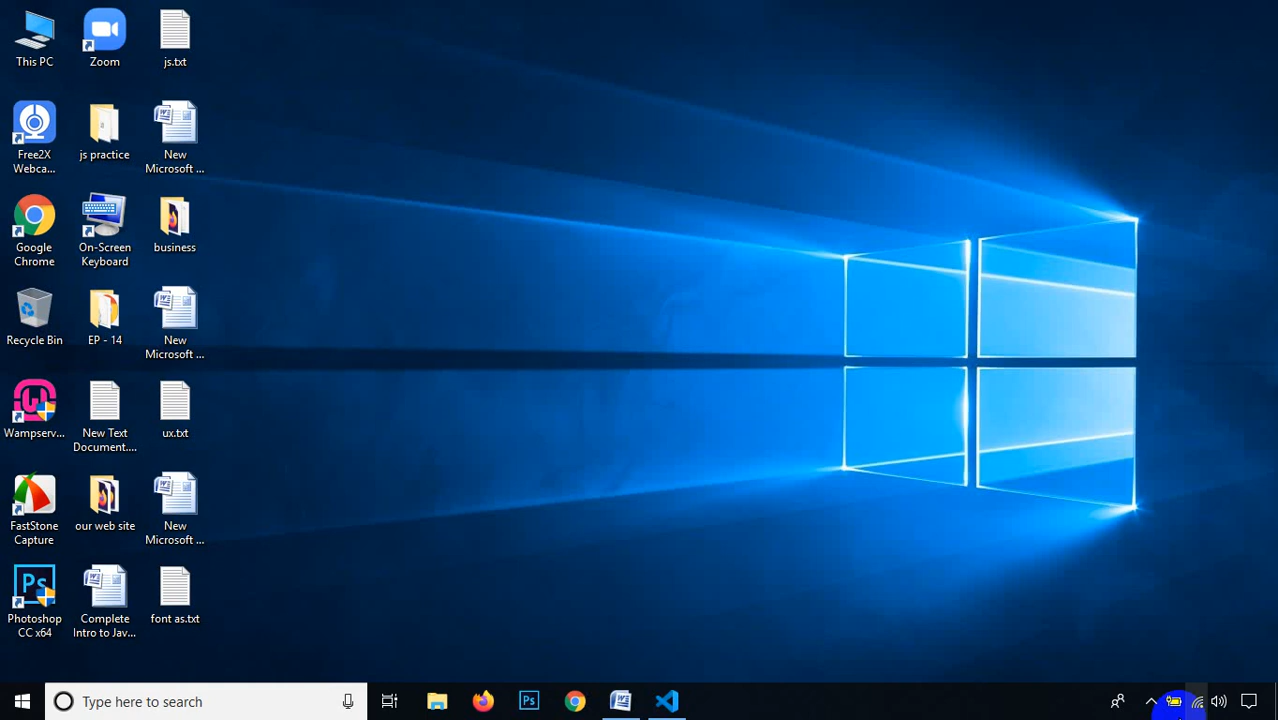 This PC
Zoom
js.txt
Free2X
Webca...
js practice
New
Microsoft ...
Google
Chrome
On-Screen
Keyboard
business
Recycle Bin
EP - 14
New
Microsoft ...
Wampserv...
New Text
Document....
ux.txt
FastStone
Capture
our web site
New
Microsoft ...
Ps
Photoshop
CC x64
Complete
Intro to Jav...
font as.txt
Type here to search
Ps